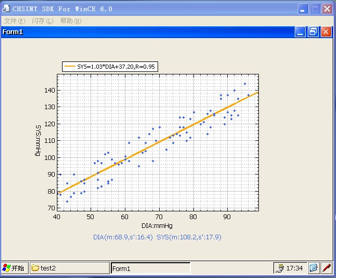 CHSINT SDK For WinCE 6.0
文件(F) 闪存(L) 帮助(H)
Form1
SYS=1.03*DIA+37.20,R=0.95
SYS:mmHg
140
130
120
110
100
90
80
70
40 50 60 70 80 90
DIA:mmHg
DIA(m:68.9,s':16.4) SYS(m:108.2,s':17.9)
开始 test2 Form1 17:34